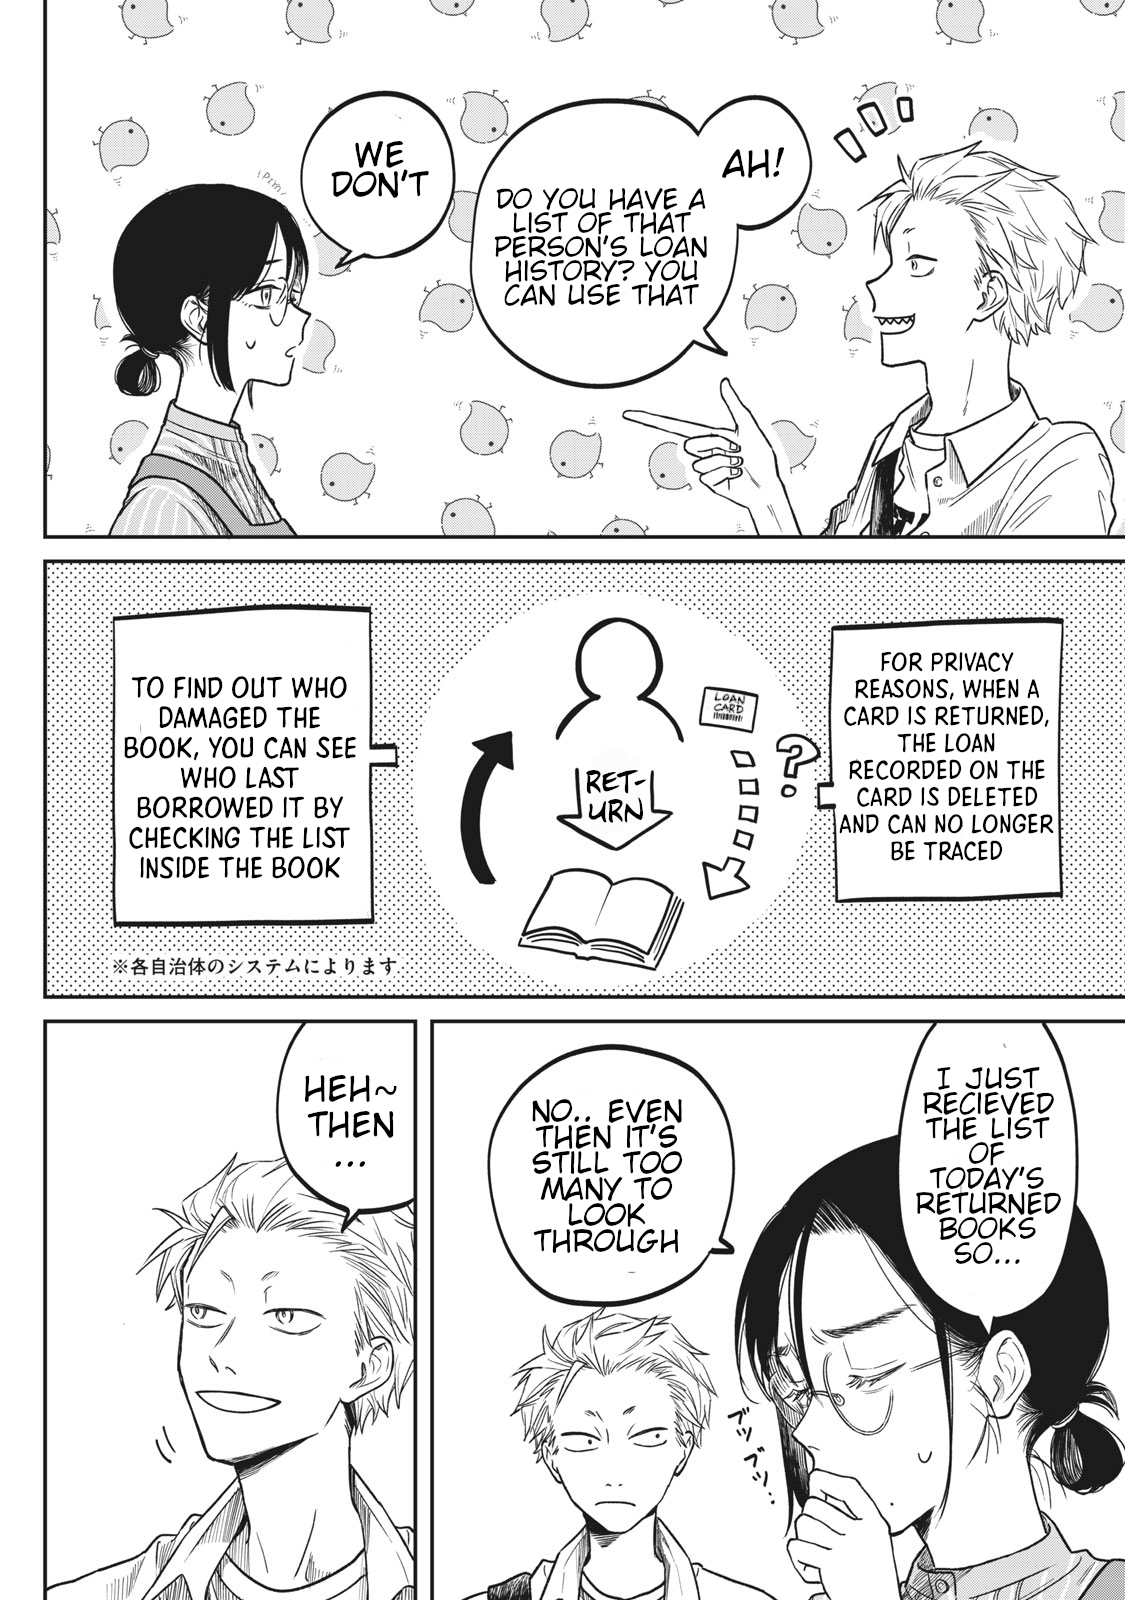 AH!
DO YOU HAVE A
LIST OF THAT
PERSON'S LOAN
HISTORY? YOU
CAN USE THAT
WE
DON'T
FOR PRIVACY
REASONS, WHEN A
CARD IS RETURNED,
THE LOAN
RECORDED ON THE
CARD IS DELETED
AND CAN NO LONGER
BE TRACED
LOAN
CARD
?
RET-
URN
TO FIND OUT WHO
DAMAGED THE
BOOK, YOU CAN SEE
WHO LAST
BORROWED IT BY
CHECKING THE LIST
INSIDE THE BOOK
※各自治体のシステムによります
I JUST
RECIEVED
THE LIST
OF
TODAY'S
RETURNED
BOOKS
SO...
NO.. EVEN
THEN IT'S
STILL TOO
MANY TO
LOOK
THROUGH
ブツブツ..
HEH~
THEN
...